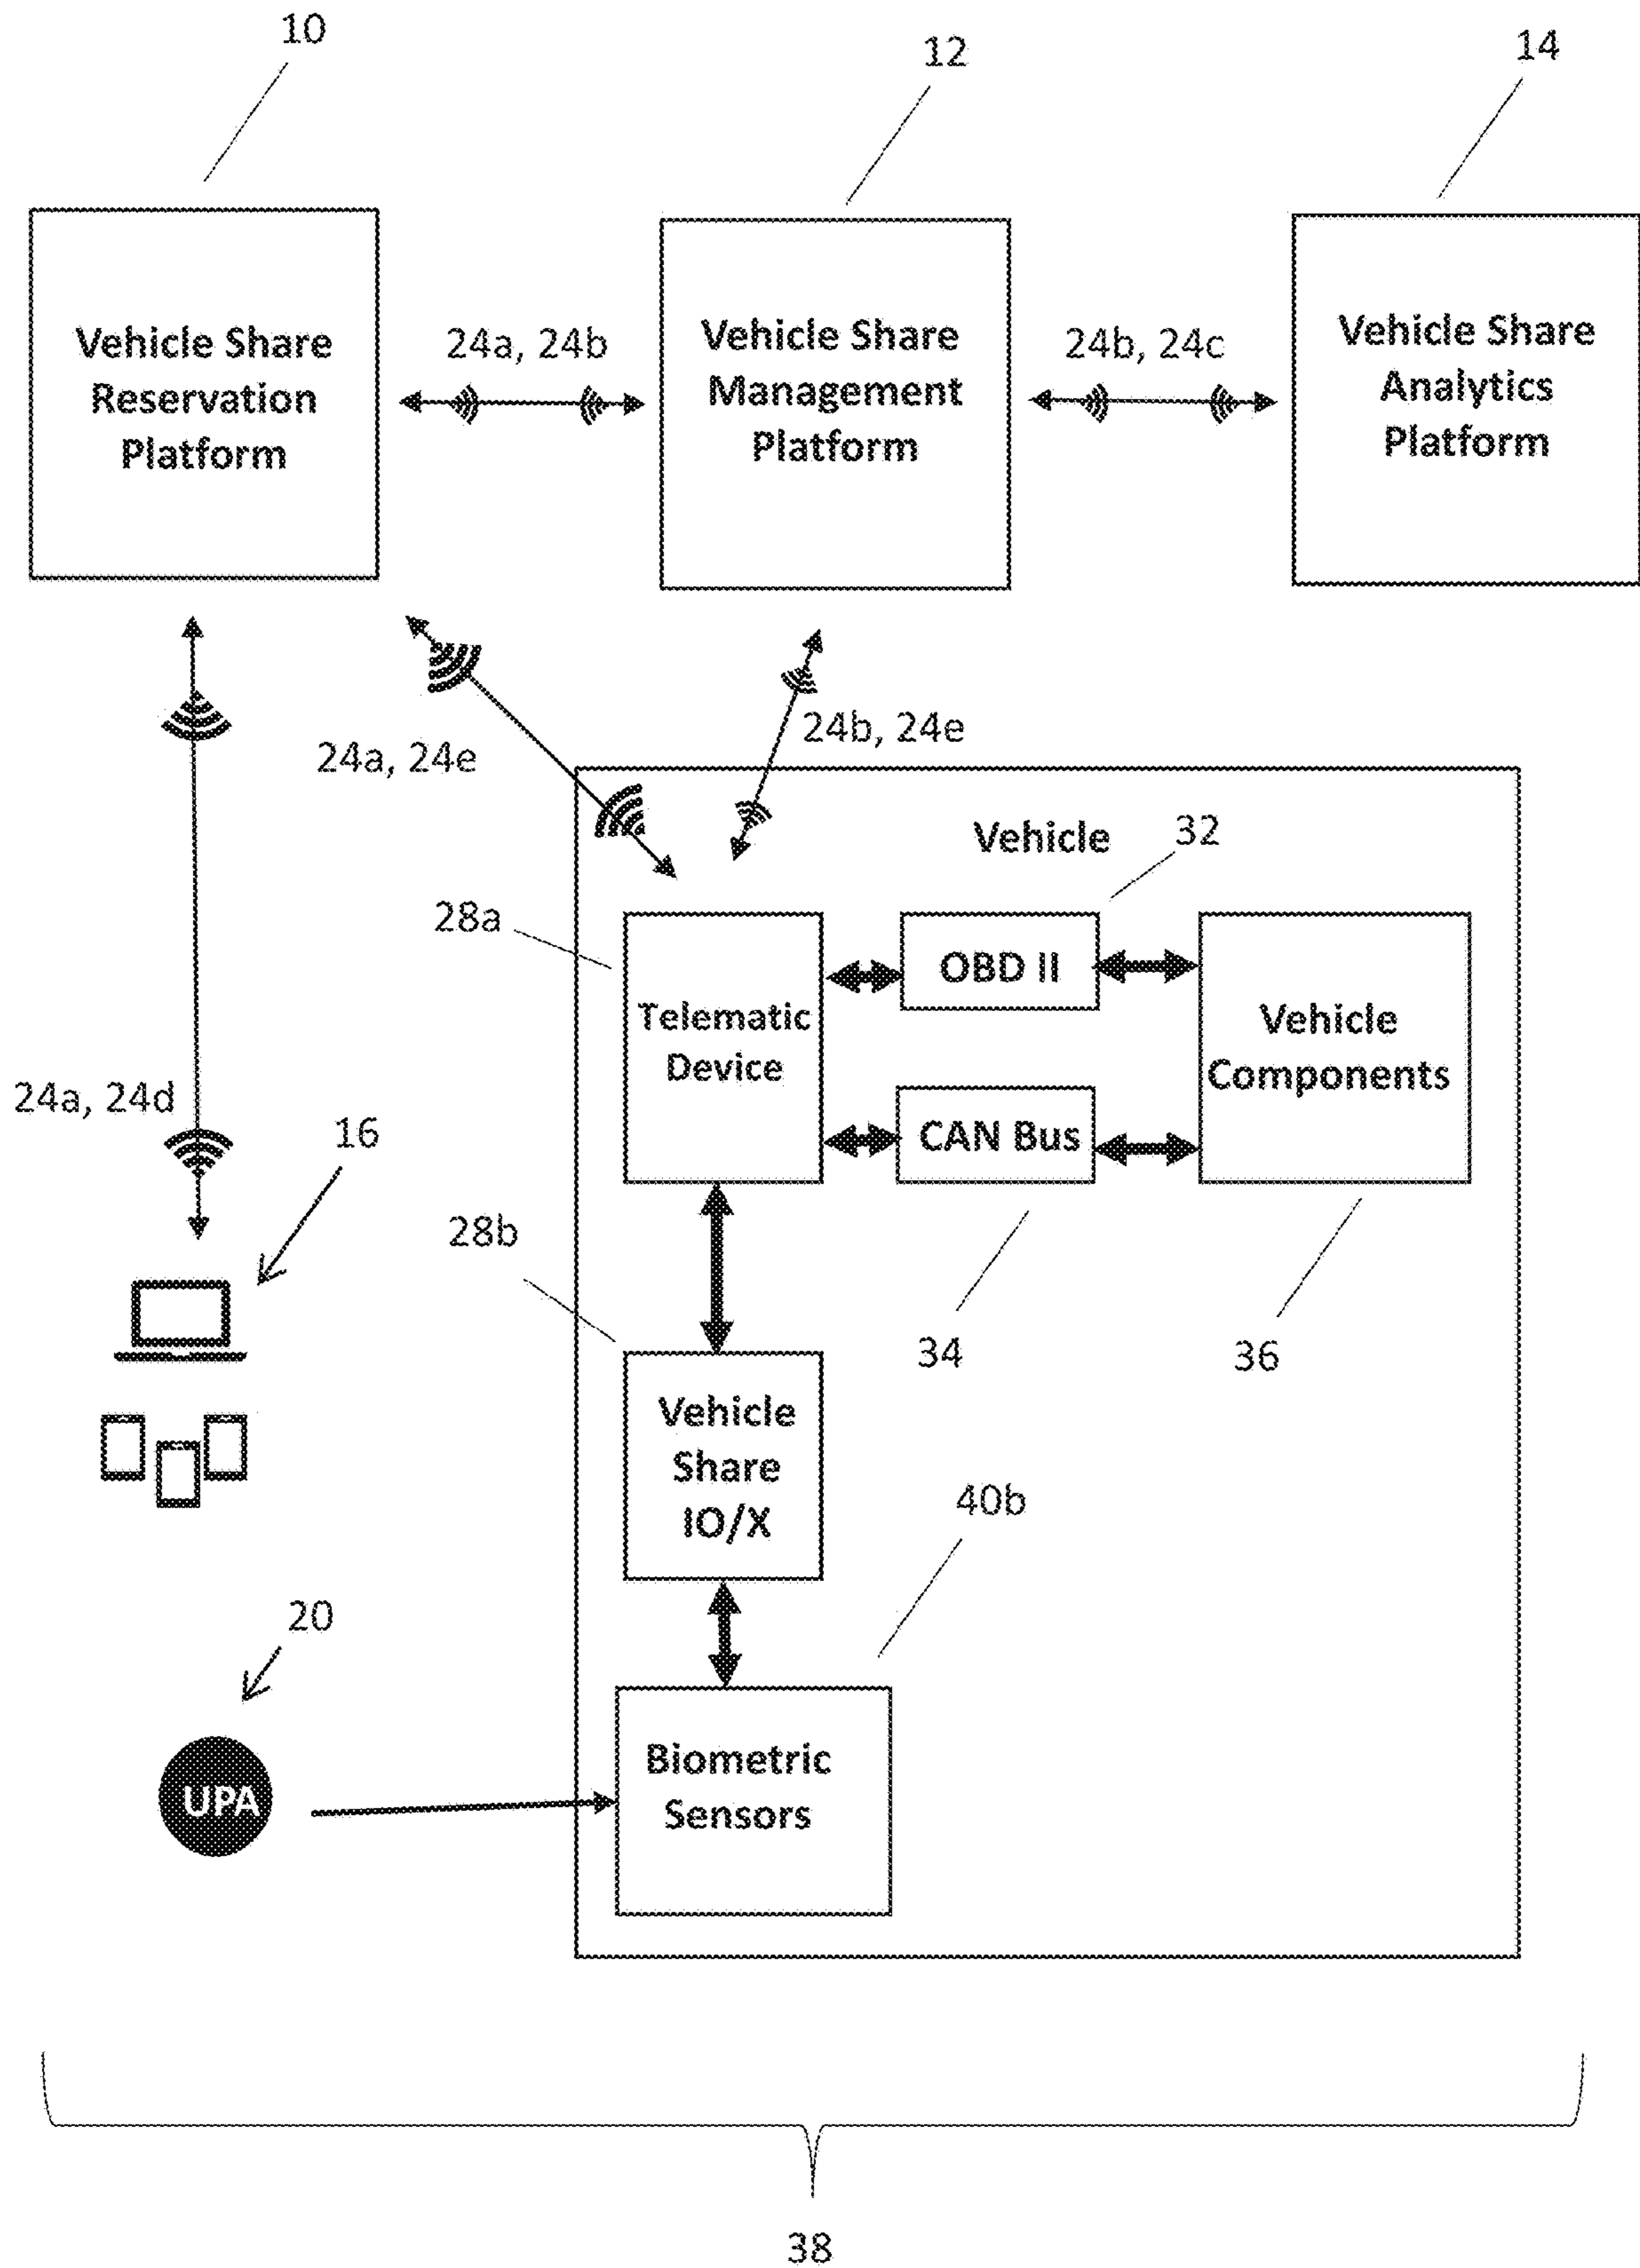 10
12
14
Vehicle Share
Reservation
Platform
24a, 24b
Vehicle Share
Management
Platform
24b, 24c
Vehicle Share
Analytics
Platform
24a, 24e
24b, 24e
Vehicle
32
28a
Telematic
Device
OBD II
Vehicle
Components
CAN Bus
24a, 24d
16
28b
34
36
Vehicle
Share
IO/X
40b
20
UPA
Biometric
Sensors
38